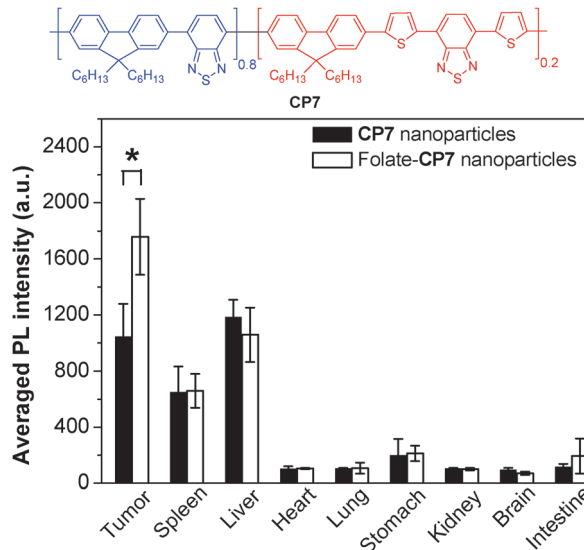 C6H13 C6H13 N S N 0.8 C6H13 C6H13 S N S N S 0.2
CP7
CP7 nanoparticles
Folate-CP7 nanoparticles
*
Averaged PL intensity (a.u.)
2400
2000
1600
1200
800
400
0
Tumor Spleen Liver Heart Lung Stomach Kidney Brain Intestine